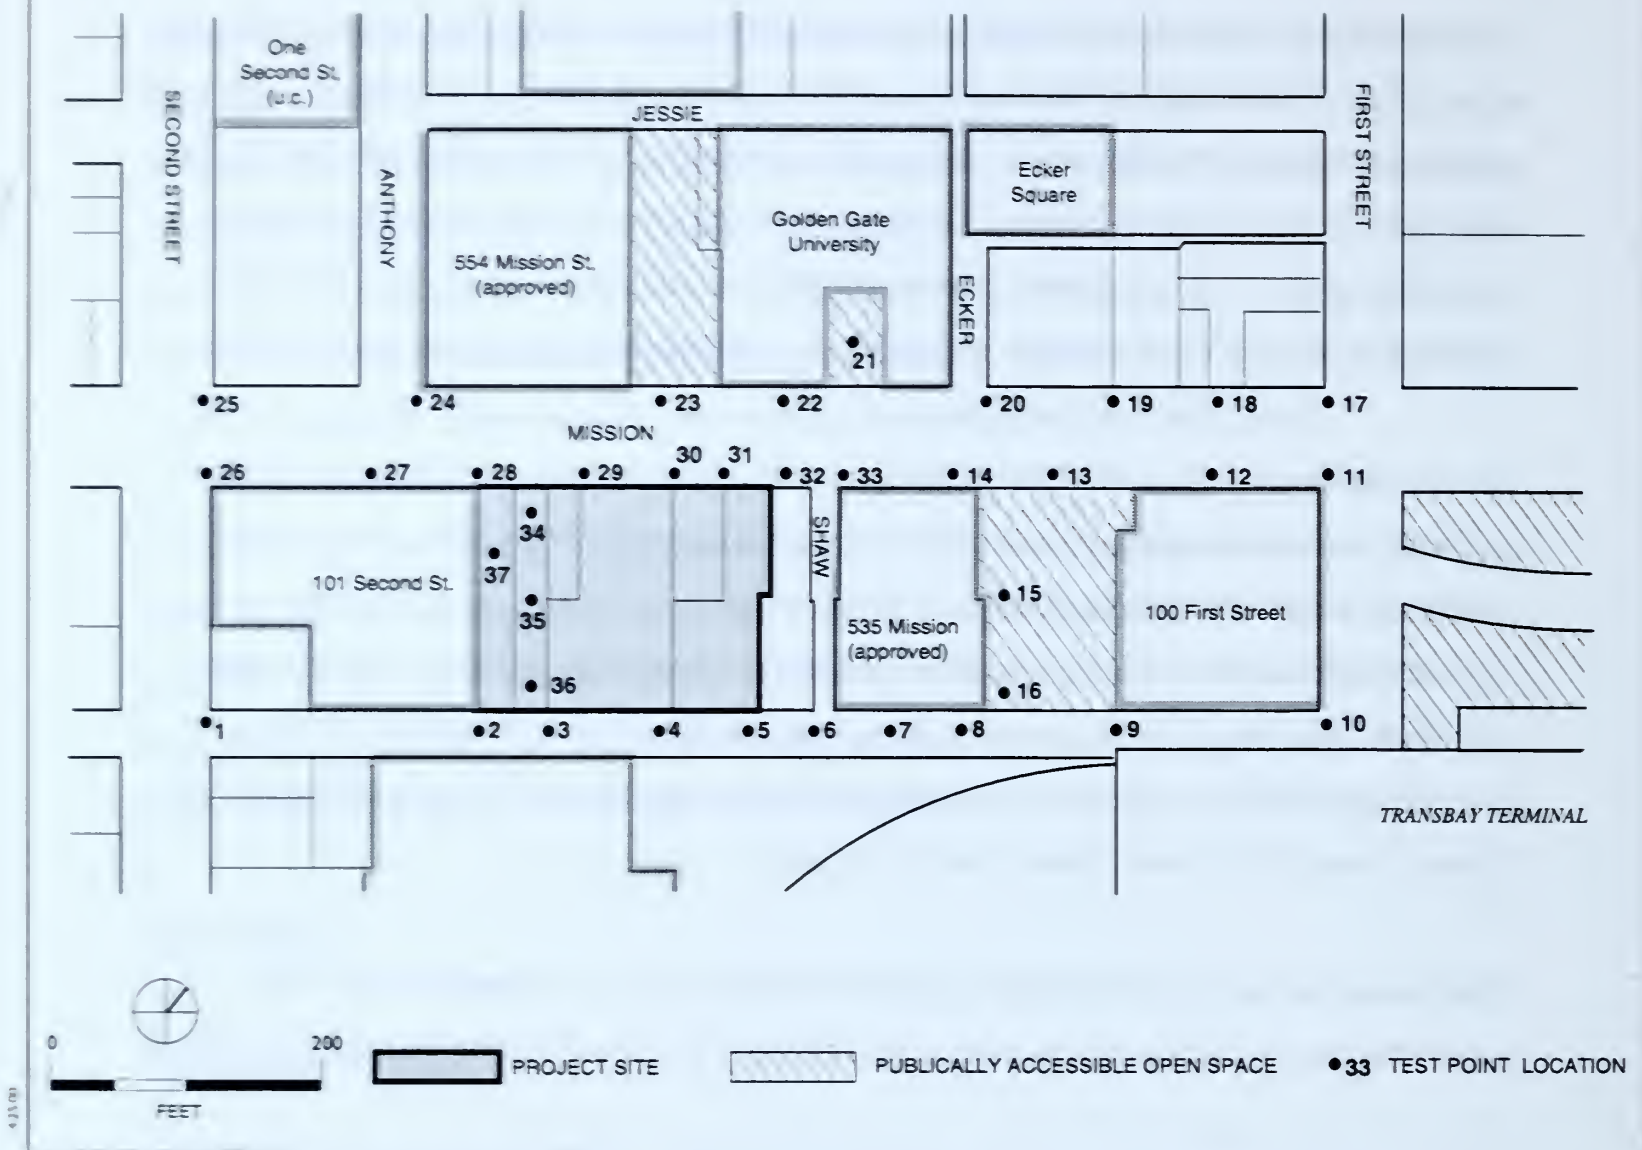 One
Second St.
(u.c.)
SECOND STREET
ANTHONY
JESSIE
FIRST STREET
Ecker
Square
Golden Gate
University
554 Mission St.
(approved)
ECKER
21
25
24
23
22
20
19
18
17
MISSION
26
27
28
29
30
31
32
33
14
13
12
11
34
37
35
36
SHAW
101 Second St.
15
16
535 Mission
(approved)
100 First Street
1
2
3
4
5
6
7
8
9
10
TRANSBAY TERMINAL
0
200
FEET
PROJECT SITE
PUBLICALLY ACCESSIBLE OPEN SPACE
33 TEST POINT LOCATION